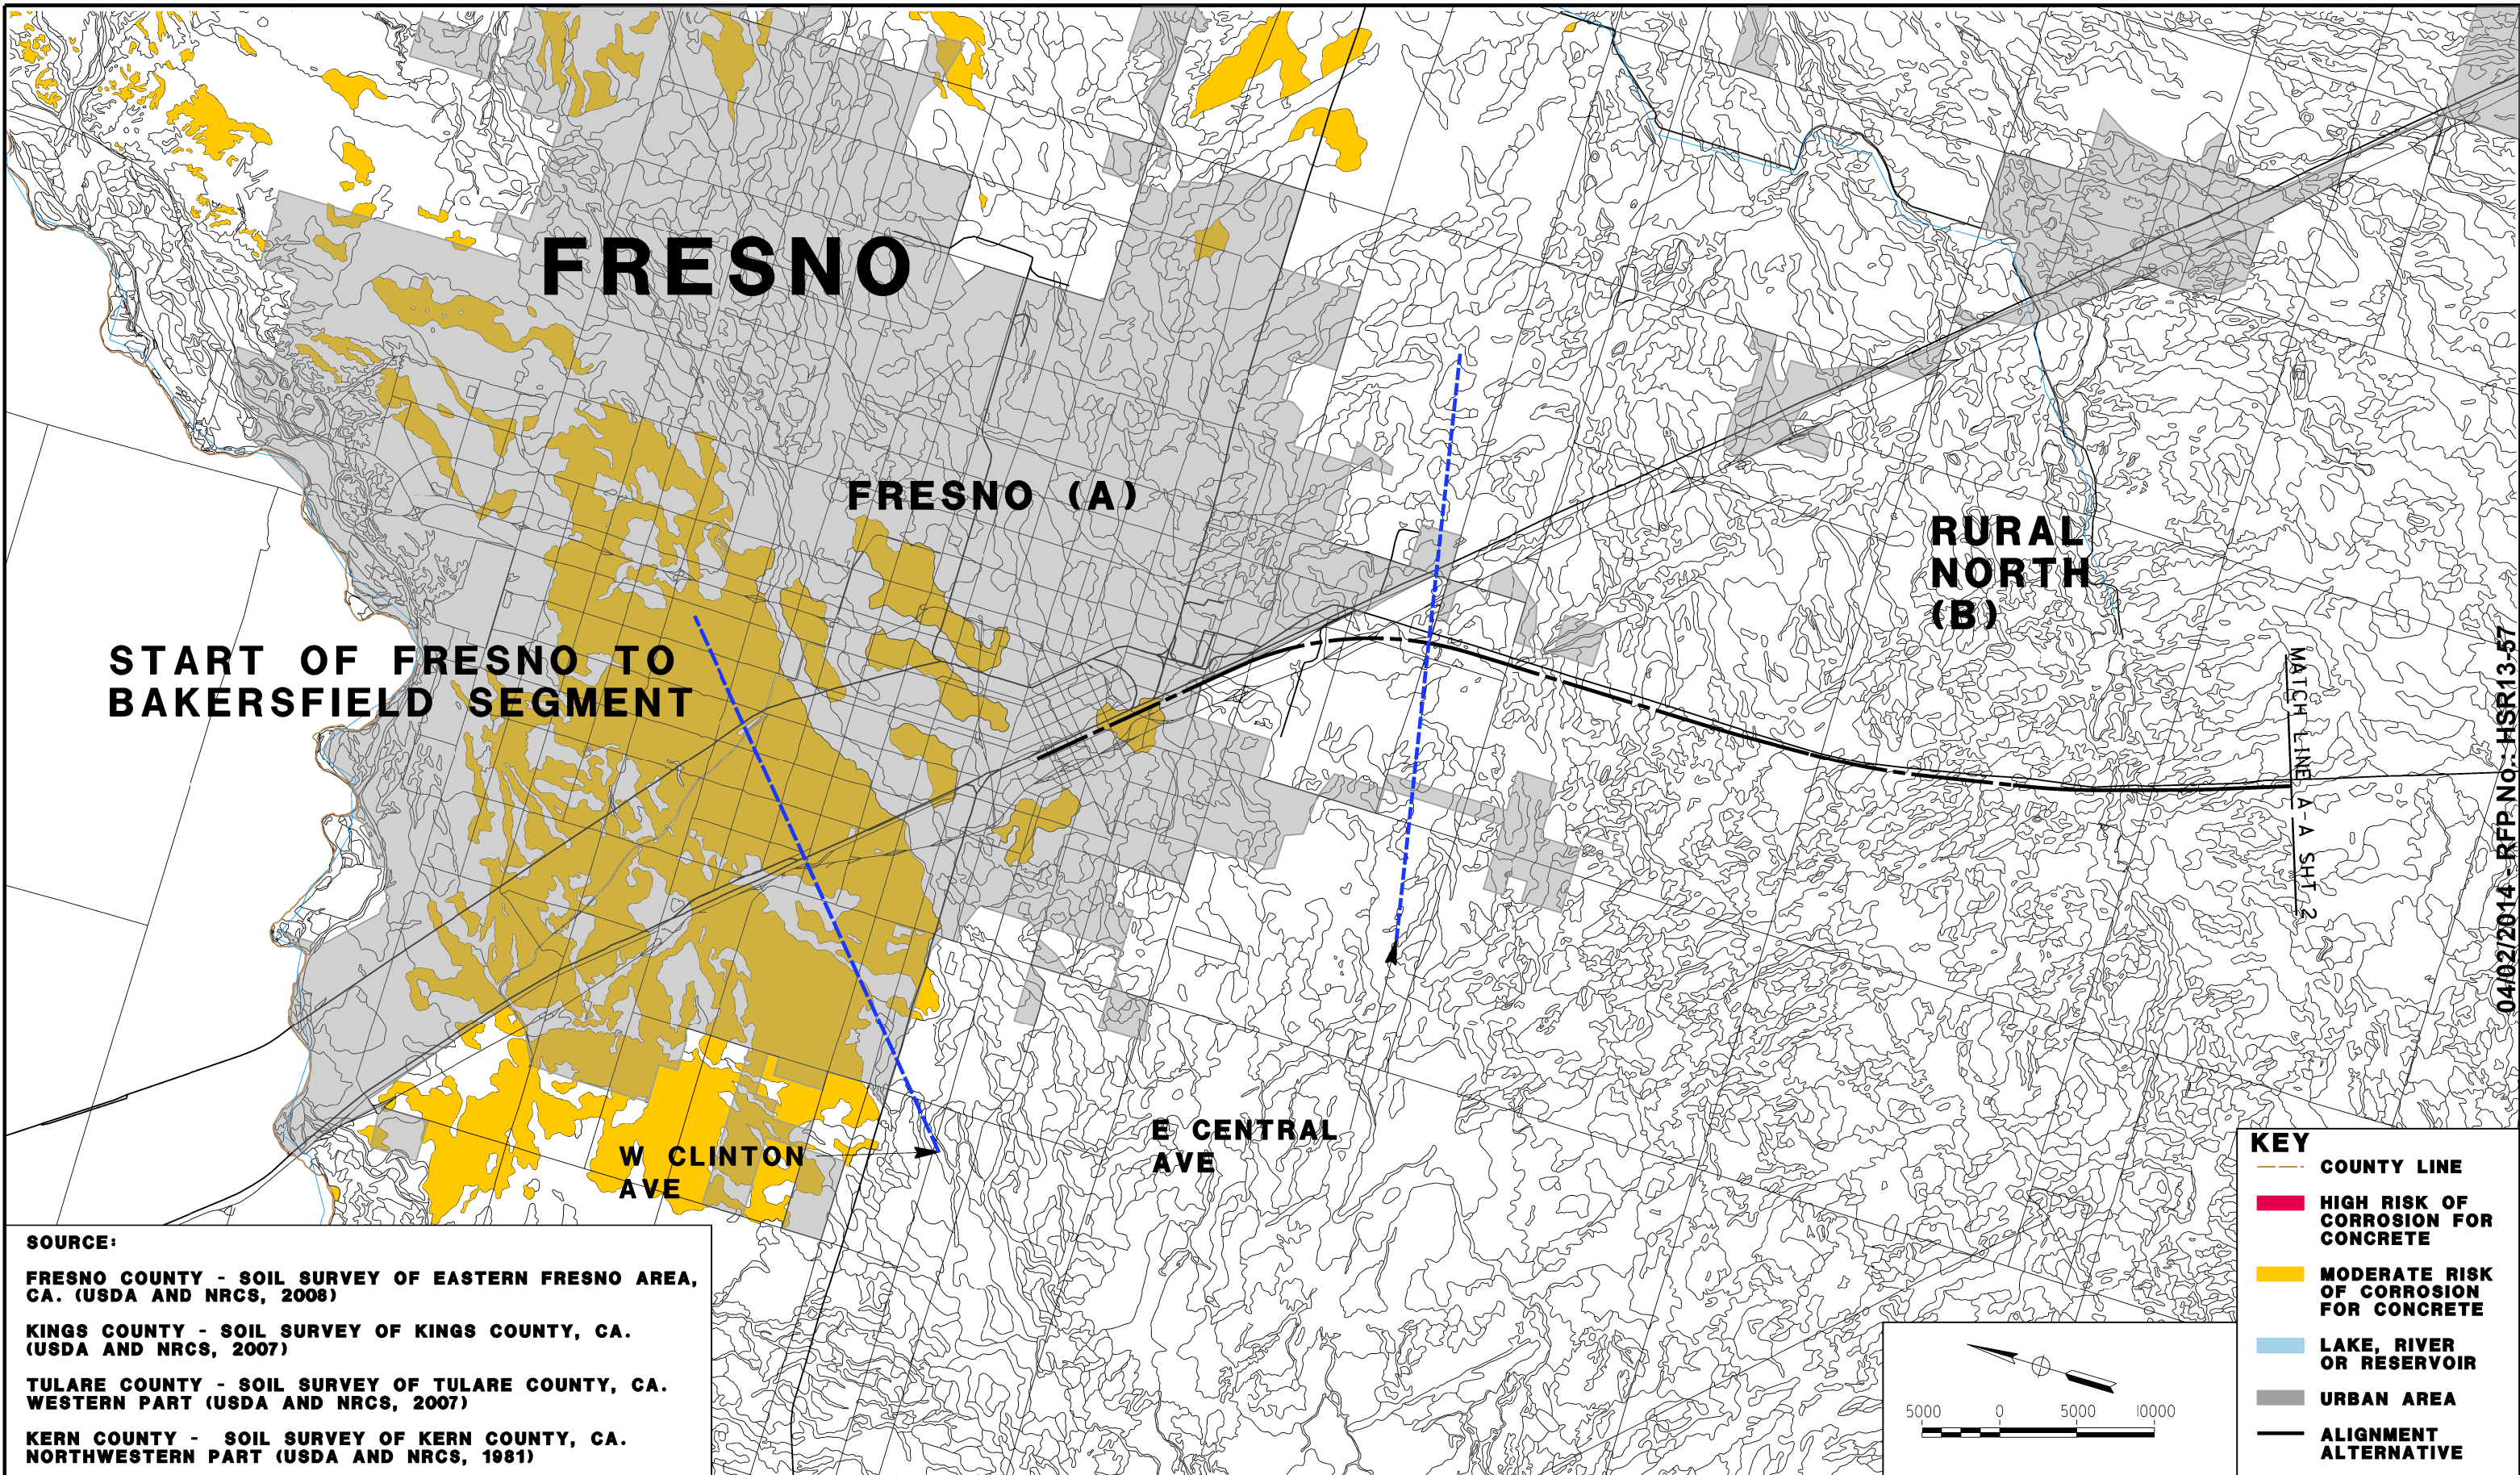 FRESNO
FRESNO (A)
START OF FRESNO TO
BAKERSFIELD SEGMENT
RURAL
NORTH
(B)
MATCH LINE A-A SHT 2
04/02/2014 - RFP No.: HSR13-57
W CLINTON
AVE
E CENTRAL
AVE
SOURCE:
FRESNO COUNTY - SOIL SURVEY OF EASTERN FRESNO AREA,
CA. (USDA AND NRCS, 2008)
KINGS COUNTY - SOIL SURVEY OF KINGS COUNTY, CA.
(USDA AND NRCS, 2007)
TULARE COUNTY - SOIL SURVEY OF TULARE COUNTY, CA.
WESTERN PART (USDA AND NRCS, 2007)
KERN COUNTY - SOIL SURVEY OF KERN COUNTY, CA.
NORTHWESTERN PART (USDA AND NRCS, 1981)
5000 0 5000 10000
KEY
COUNTY LINE
HIGH RISK OF
CORROSION FOR
CONCRETE
MODERATE RISK
OF CORROSION
FOR CONCRETE
LAKE, RIVER
OR RESERVOIR
URBAN AREA
ALIGNMENT
ALTERNATIVE